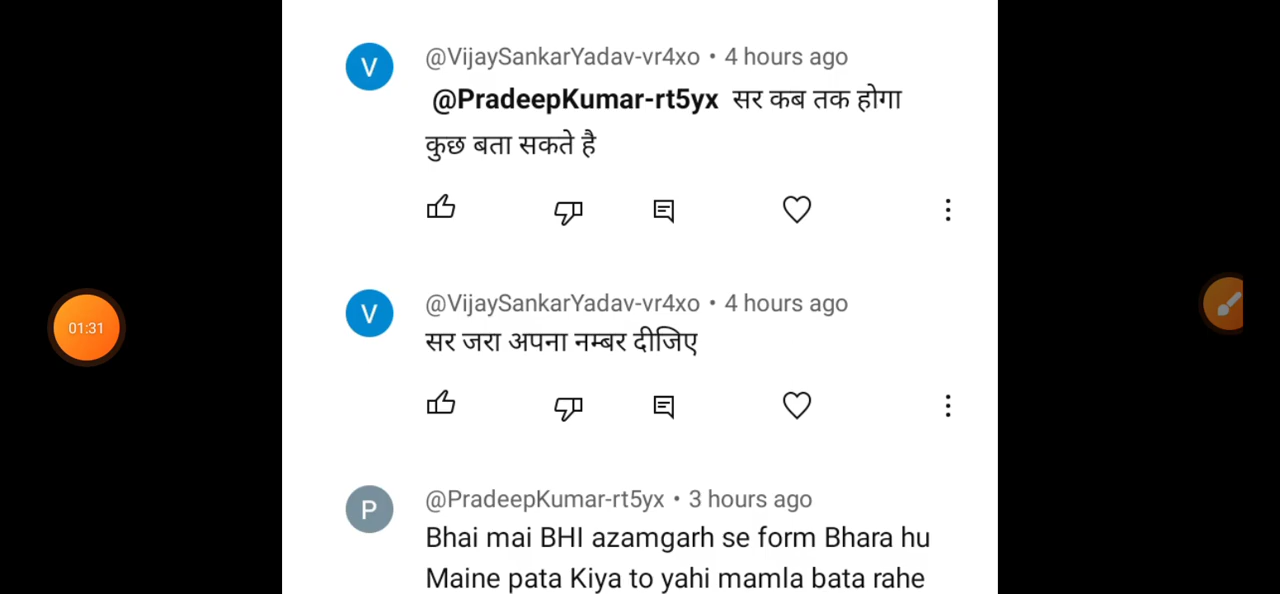 V
@VijaySankarYadav-vr4xo • 4 hours ago
@PradeepKumar-rt5yx सर कब तक होगा
कुछ बता सकते है
V
@VijaySankarYadav-vr4xo • 4 hours ago
सर जरा अपना नम्बर दीजिए
01:31
P
@PradeepKumar-rt5yx • 3 hours ago
Bhai mai BHI azamgarh se form Bhara hu
Maine pata Kiya to yahi mamla bata rahe